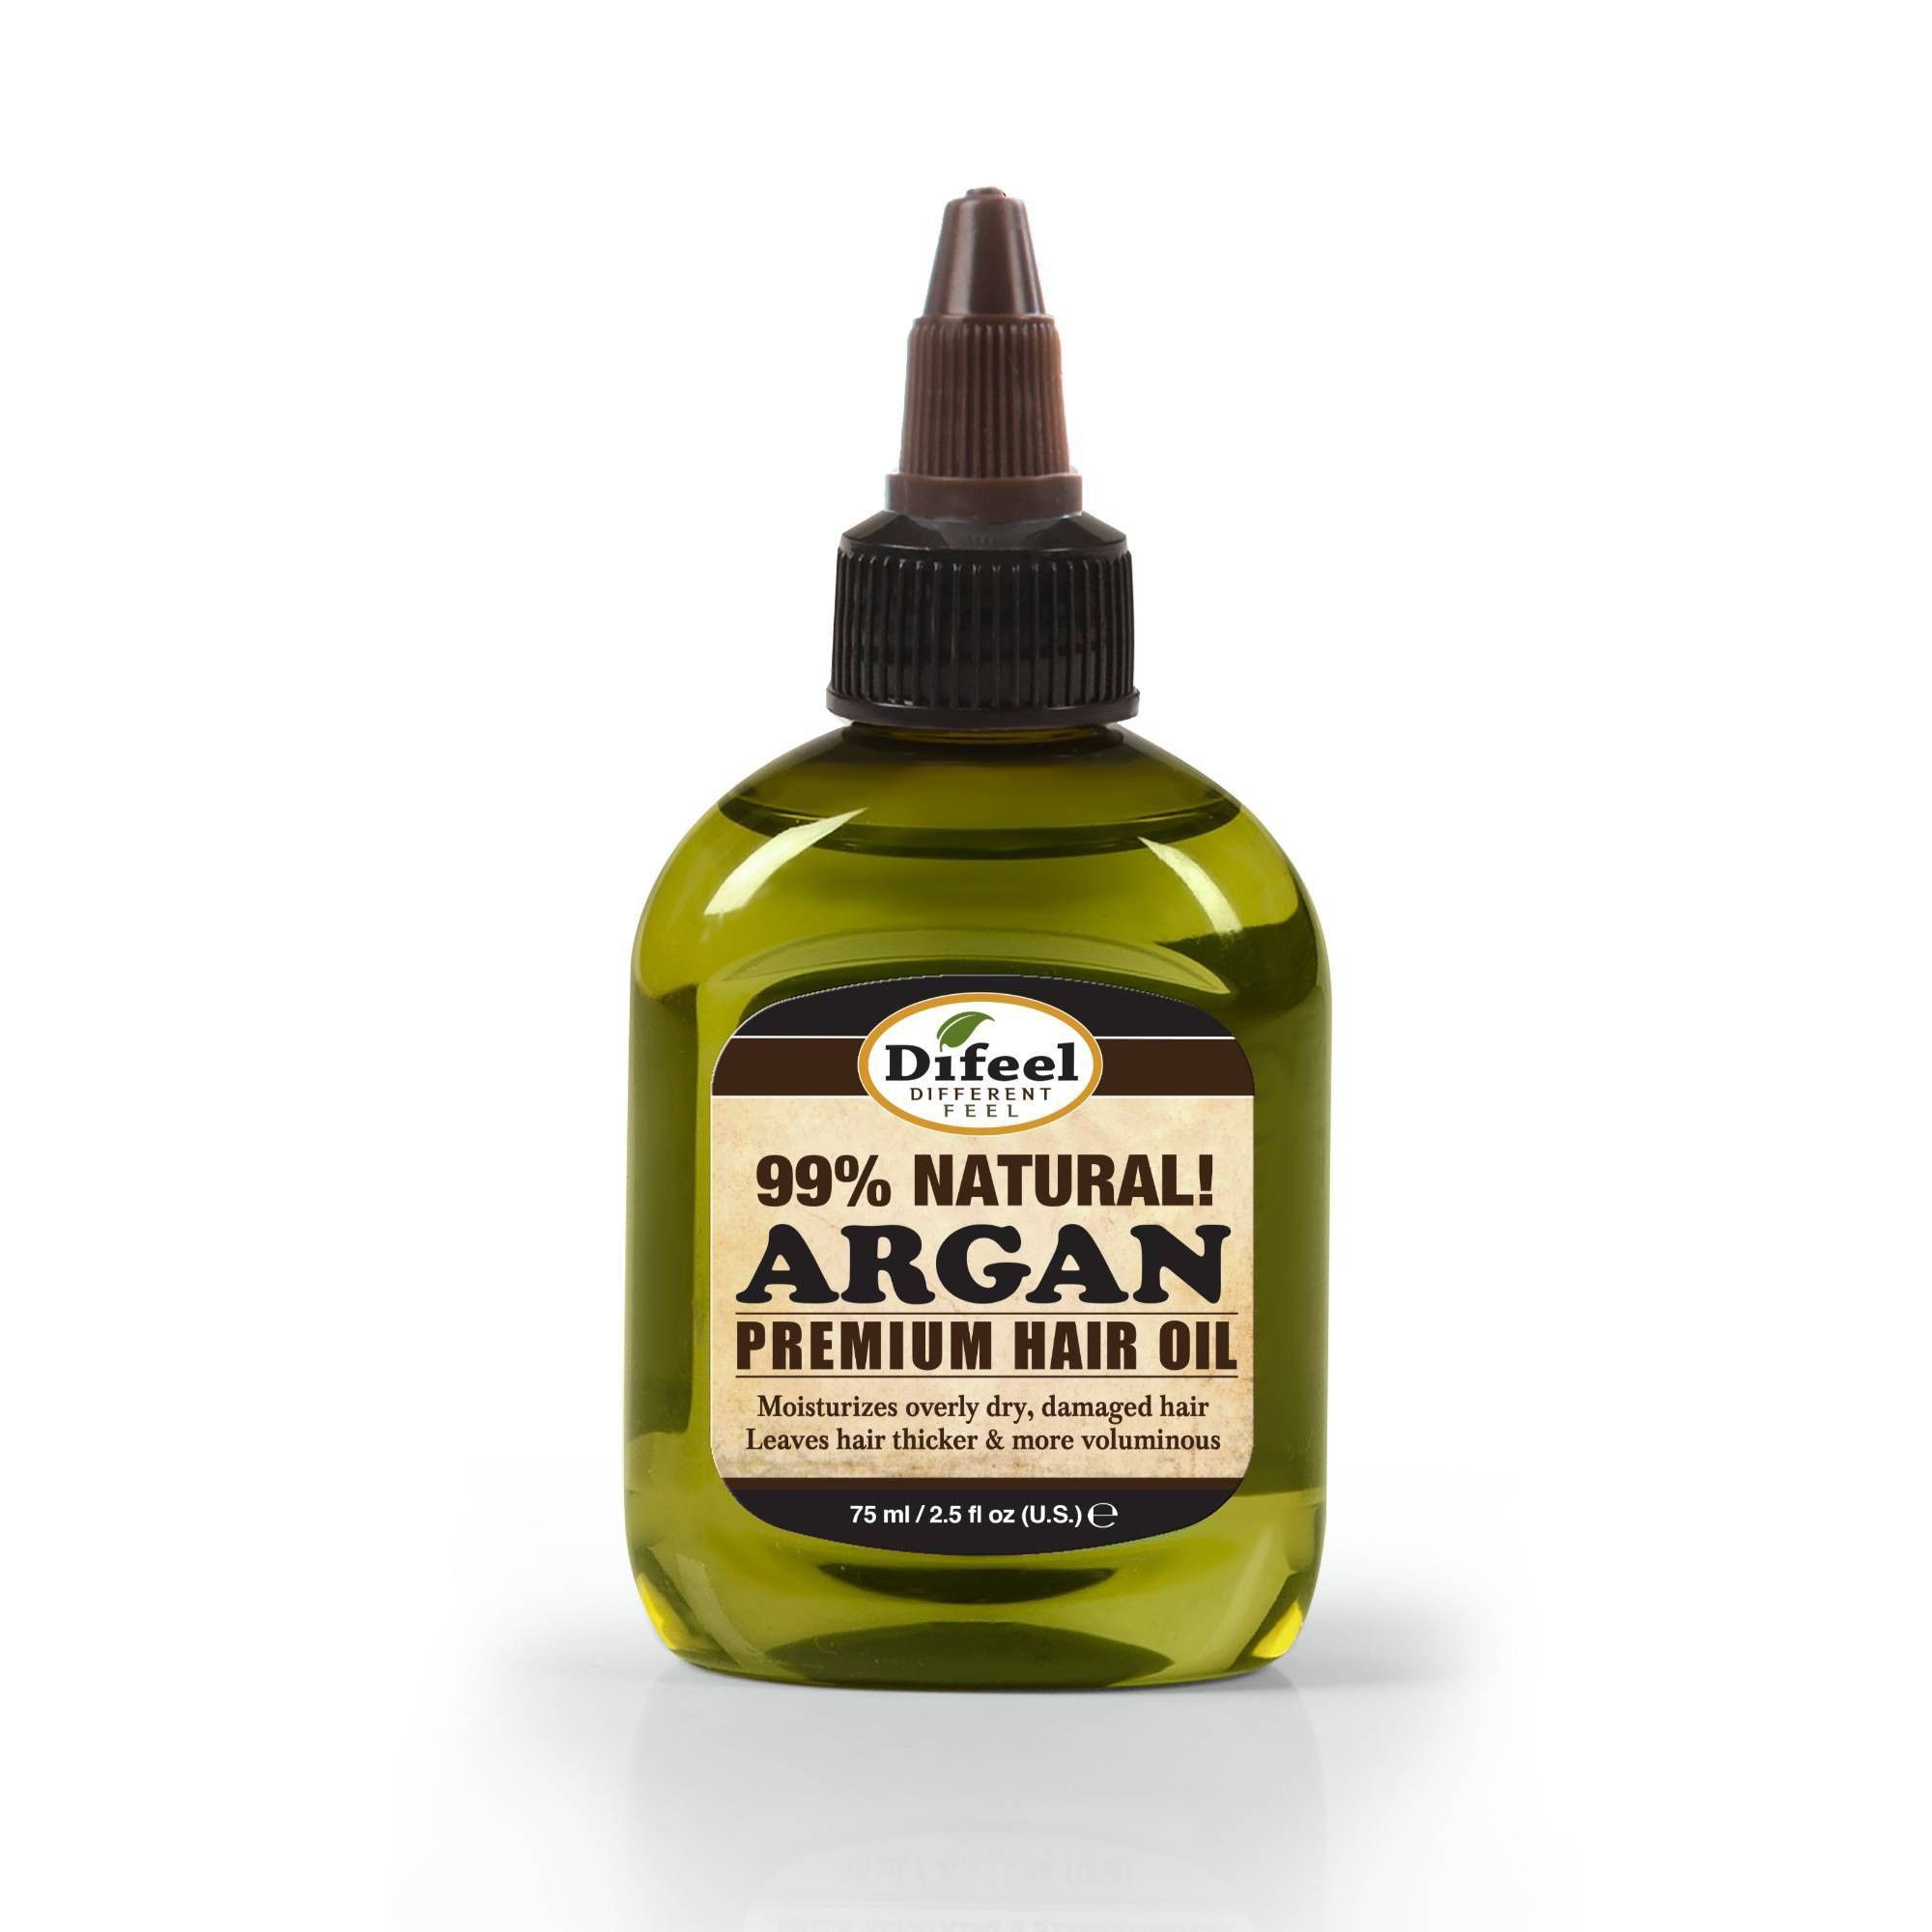 Difeel
DIFFERENT
FEEL
99% NATURAL!
ARGAN
PREMIUM HAIR OIL
Moisturizes overly dry, damaged hair
Leaves hair thicker & more voluminous
75 ml / 2.5 fl oz (U.S.) ℮